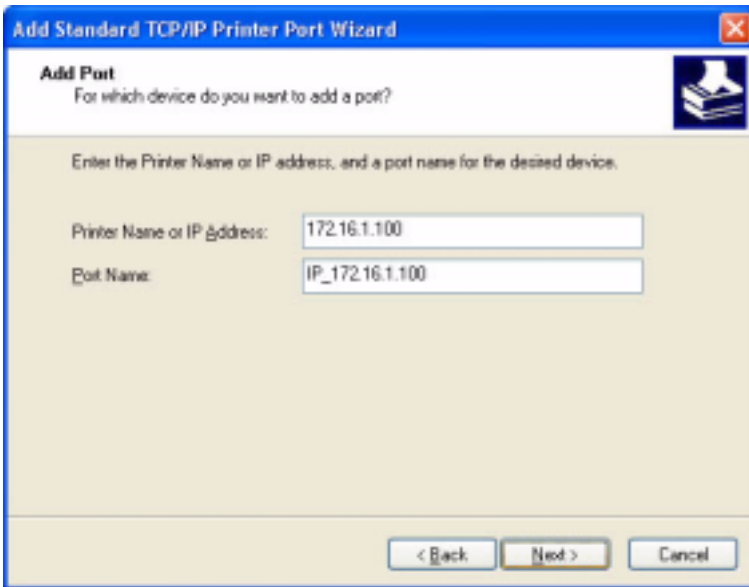 Add Standard TCP/IP Printer Port Wizard
Add Port
For which device do you want to add a port?
Enter the Printer Name or IP address, and a port name for the desired device.
Printer Name or IP Address: 172.16.1.100
Port Name: IP_172.16.1.100
< Back Next > Cancel